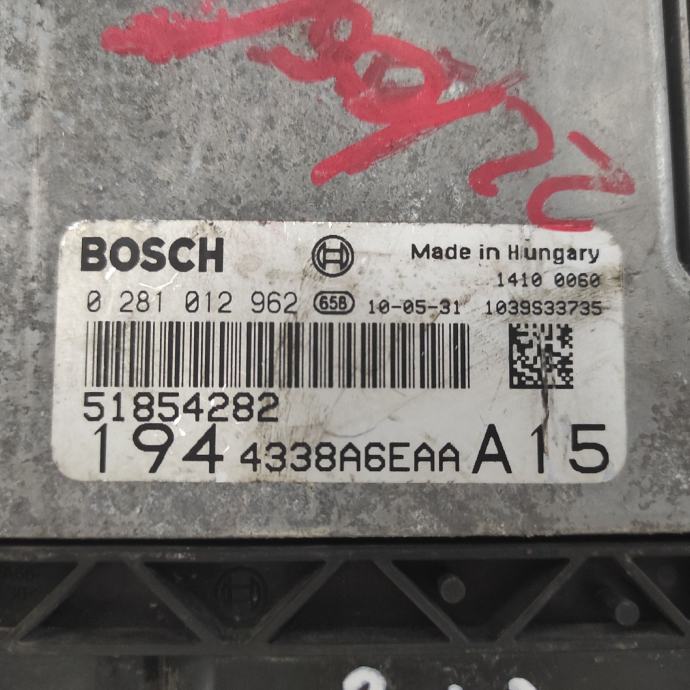 BOSCH Made in Hungary
1410 0060
0 281 012 962 658 10-05-31 1039S33735
51854282
194 4338A6EAA A15